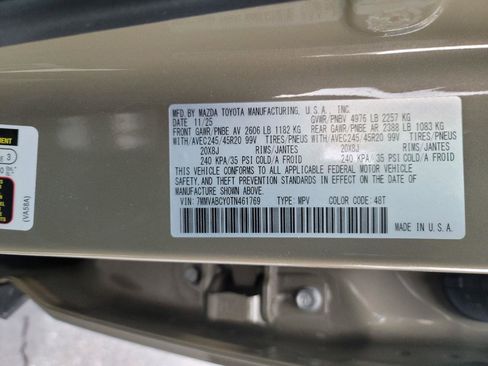 MFD. BY MAZDA TOYOTA MANUFACTURING, U.S.A., INC.
DATE 11/25 GVWR/PNBV 4976 LB 2257 KG
FRONT GAWR/PNBE AV 2606 LB 1182 KG REAR GAWR/PNBE AR 2388 LB 1083 KG
WITH/AVEC245/45R20 99V TIRES/PNEUS WITH/AVEC245/45R20 99V TIRES/PNEUS
20X8J RIMS/JANTES 20X8J RIMS/JANTES
240 KPA/35 PSI COLD/A FROID 240 KPA/35 PSI COLD/A FROID
THIS VEHICLE CONFORMS TO ALL APPLICABLE FEDERAL MOTOR VEHICLE
SAFETY, AND THEFT PREVENTION STANDARDS IN EFFECT ON THE DATE OF
MANUFACTURE SHOWN ABOVE.
VIN: 7MMVABCY0TN461769 TYPE: MPV COLOR CODE: 48T
MADE IN U.S.A.
3
(VA58A)